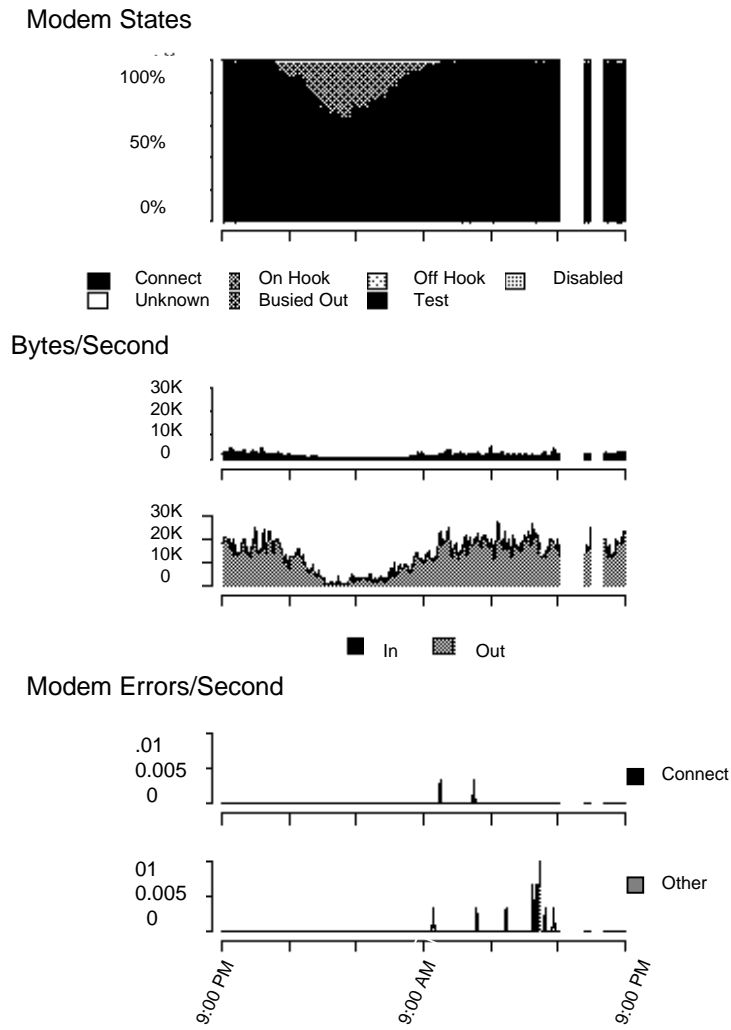 Modem States
100%
50%
0%
Connect On Hook Off Hook Disabled
Unknown Busied Out Test
Bytes/Second
30K
20K
10K
0
30K
20K
10K
0
In Out
Modem Errors/Second
.01
0.005
0
Connect
01
0.005
0
Other
9:00 PM 9:00 AM 9:00 PM